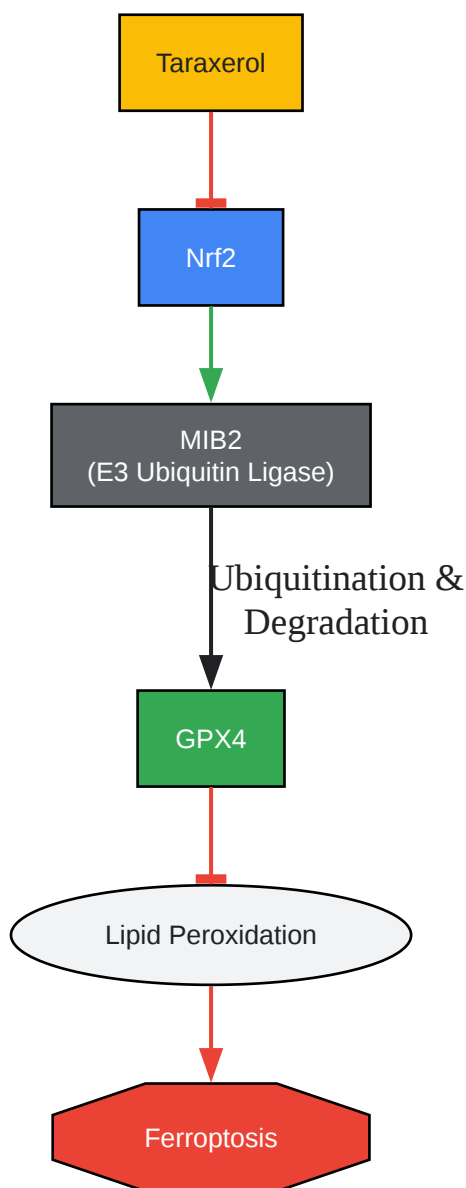 Taraxerol
Nrf2
MIB2
(E3 Ubiquitin Ligase)
Ubiquitination &
Degradation
GPX4
Lipid Peroxidation
Ferroptosis